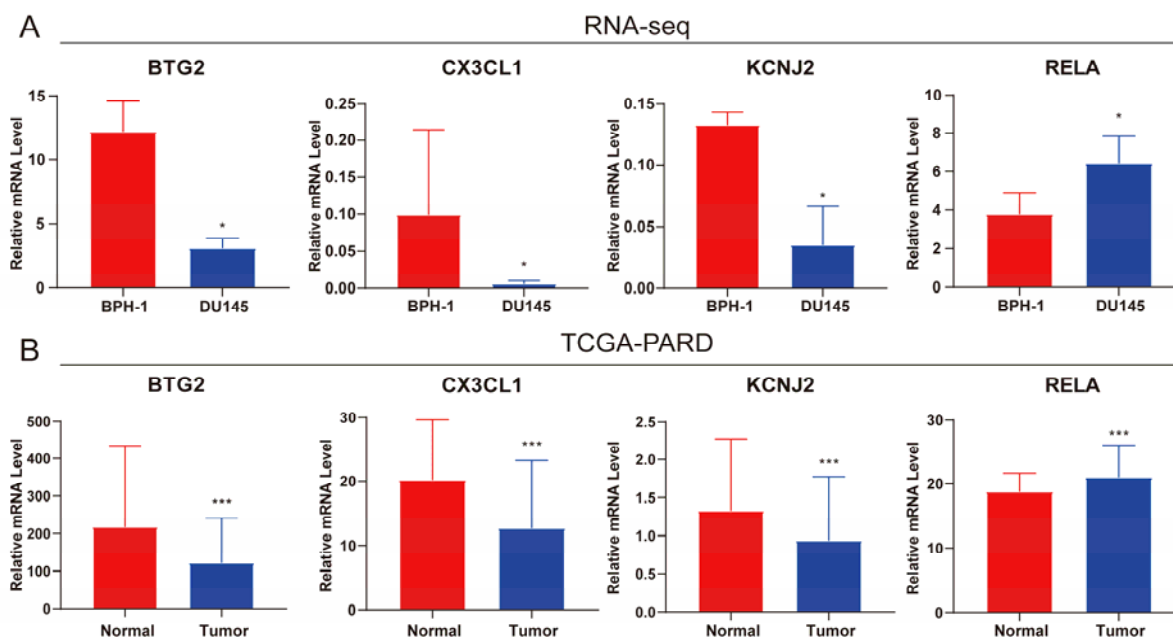 A
RNA-seq
BTG2
CX3CL1
KCNJ2
RELA
Relative mRNA Level
15
10
5
0
*
BPH-1
DU145
Relative mRNA Level
0.25
0.20
0.15
0.10
0.05
0.00
*
BPH-1
DU145
Relative mRNA Level
0.15
0.10
0.05
0.00
*
BPH-1
DU145
Relative mRNA Level
10
8
6
4
2
0
*
BPH-1
DU145
B
TCGA-PARD
BTG2
CX3CL1
KCNJ2
RELA
Relative mRNA Level
500
400
300
200
100
0
***
Normal
Tumor
Relative mRNA Level
30
20
10
0
***
Normal
Tumor
Relative mRNA Level
2.5
2.0
1.5
1.0
0.5
0.0
***
Normal
Tumor
Relative mRNA Level
30
20
10
0
***
Normal
Tumor